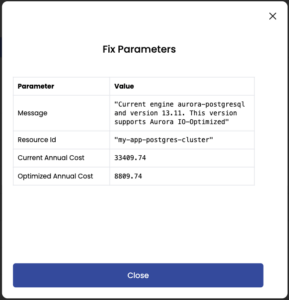 Fix Parameters
Parameter Value
Message "Current engine aurora-postgresql
and version 13.11. This version
supports Aurora IO-Optimized"
Resource Id "my-app-postgres-cluster"
Current Annual Cost 33409.74
Optimized Annual Cost 8809.74
Close